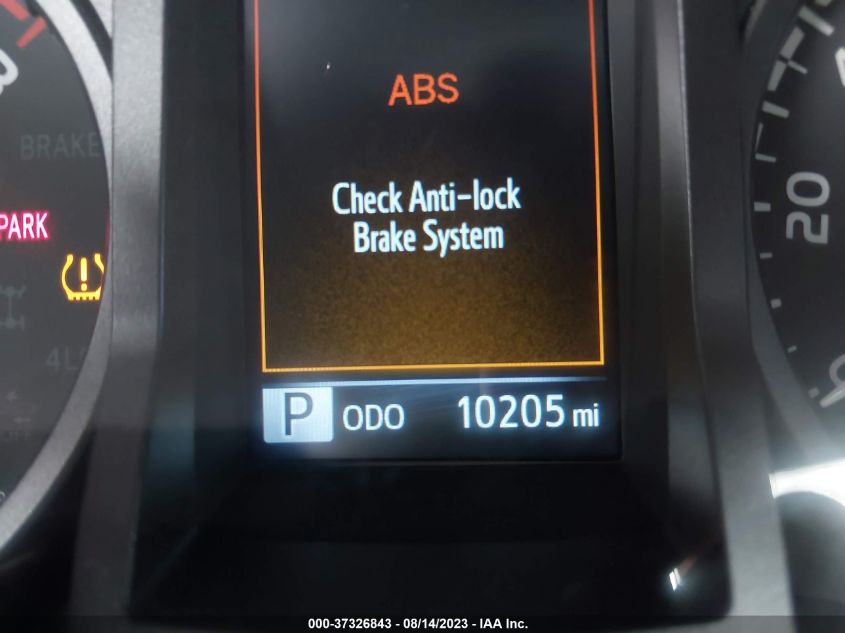 ABS
Check Anti-lock
Brake System
BRAKE
PARK
20
P ODO 10205 mi
000-37326843 - 08/14/2023 - IAA Inc.